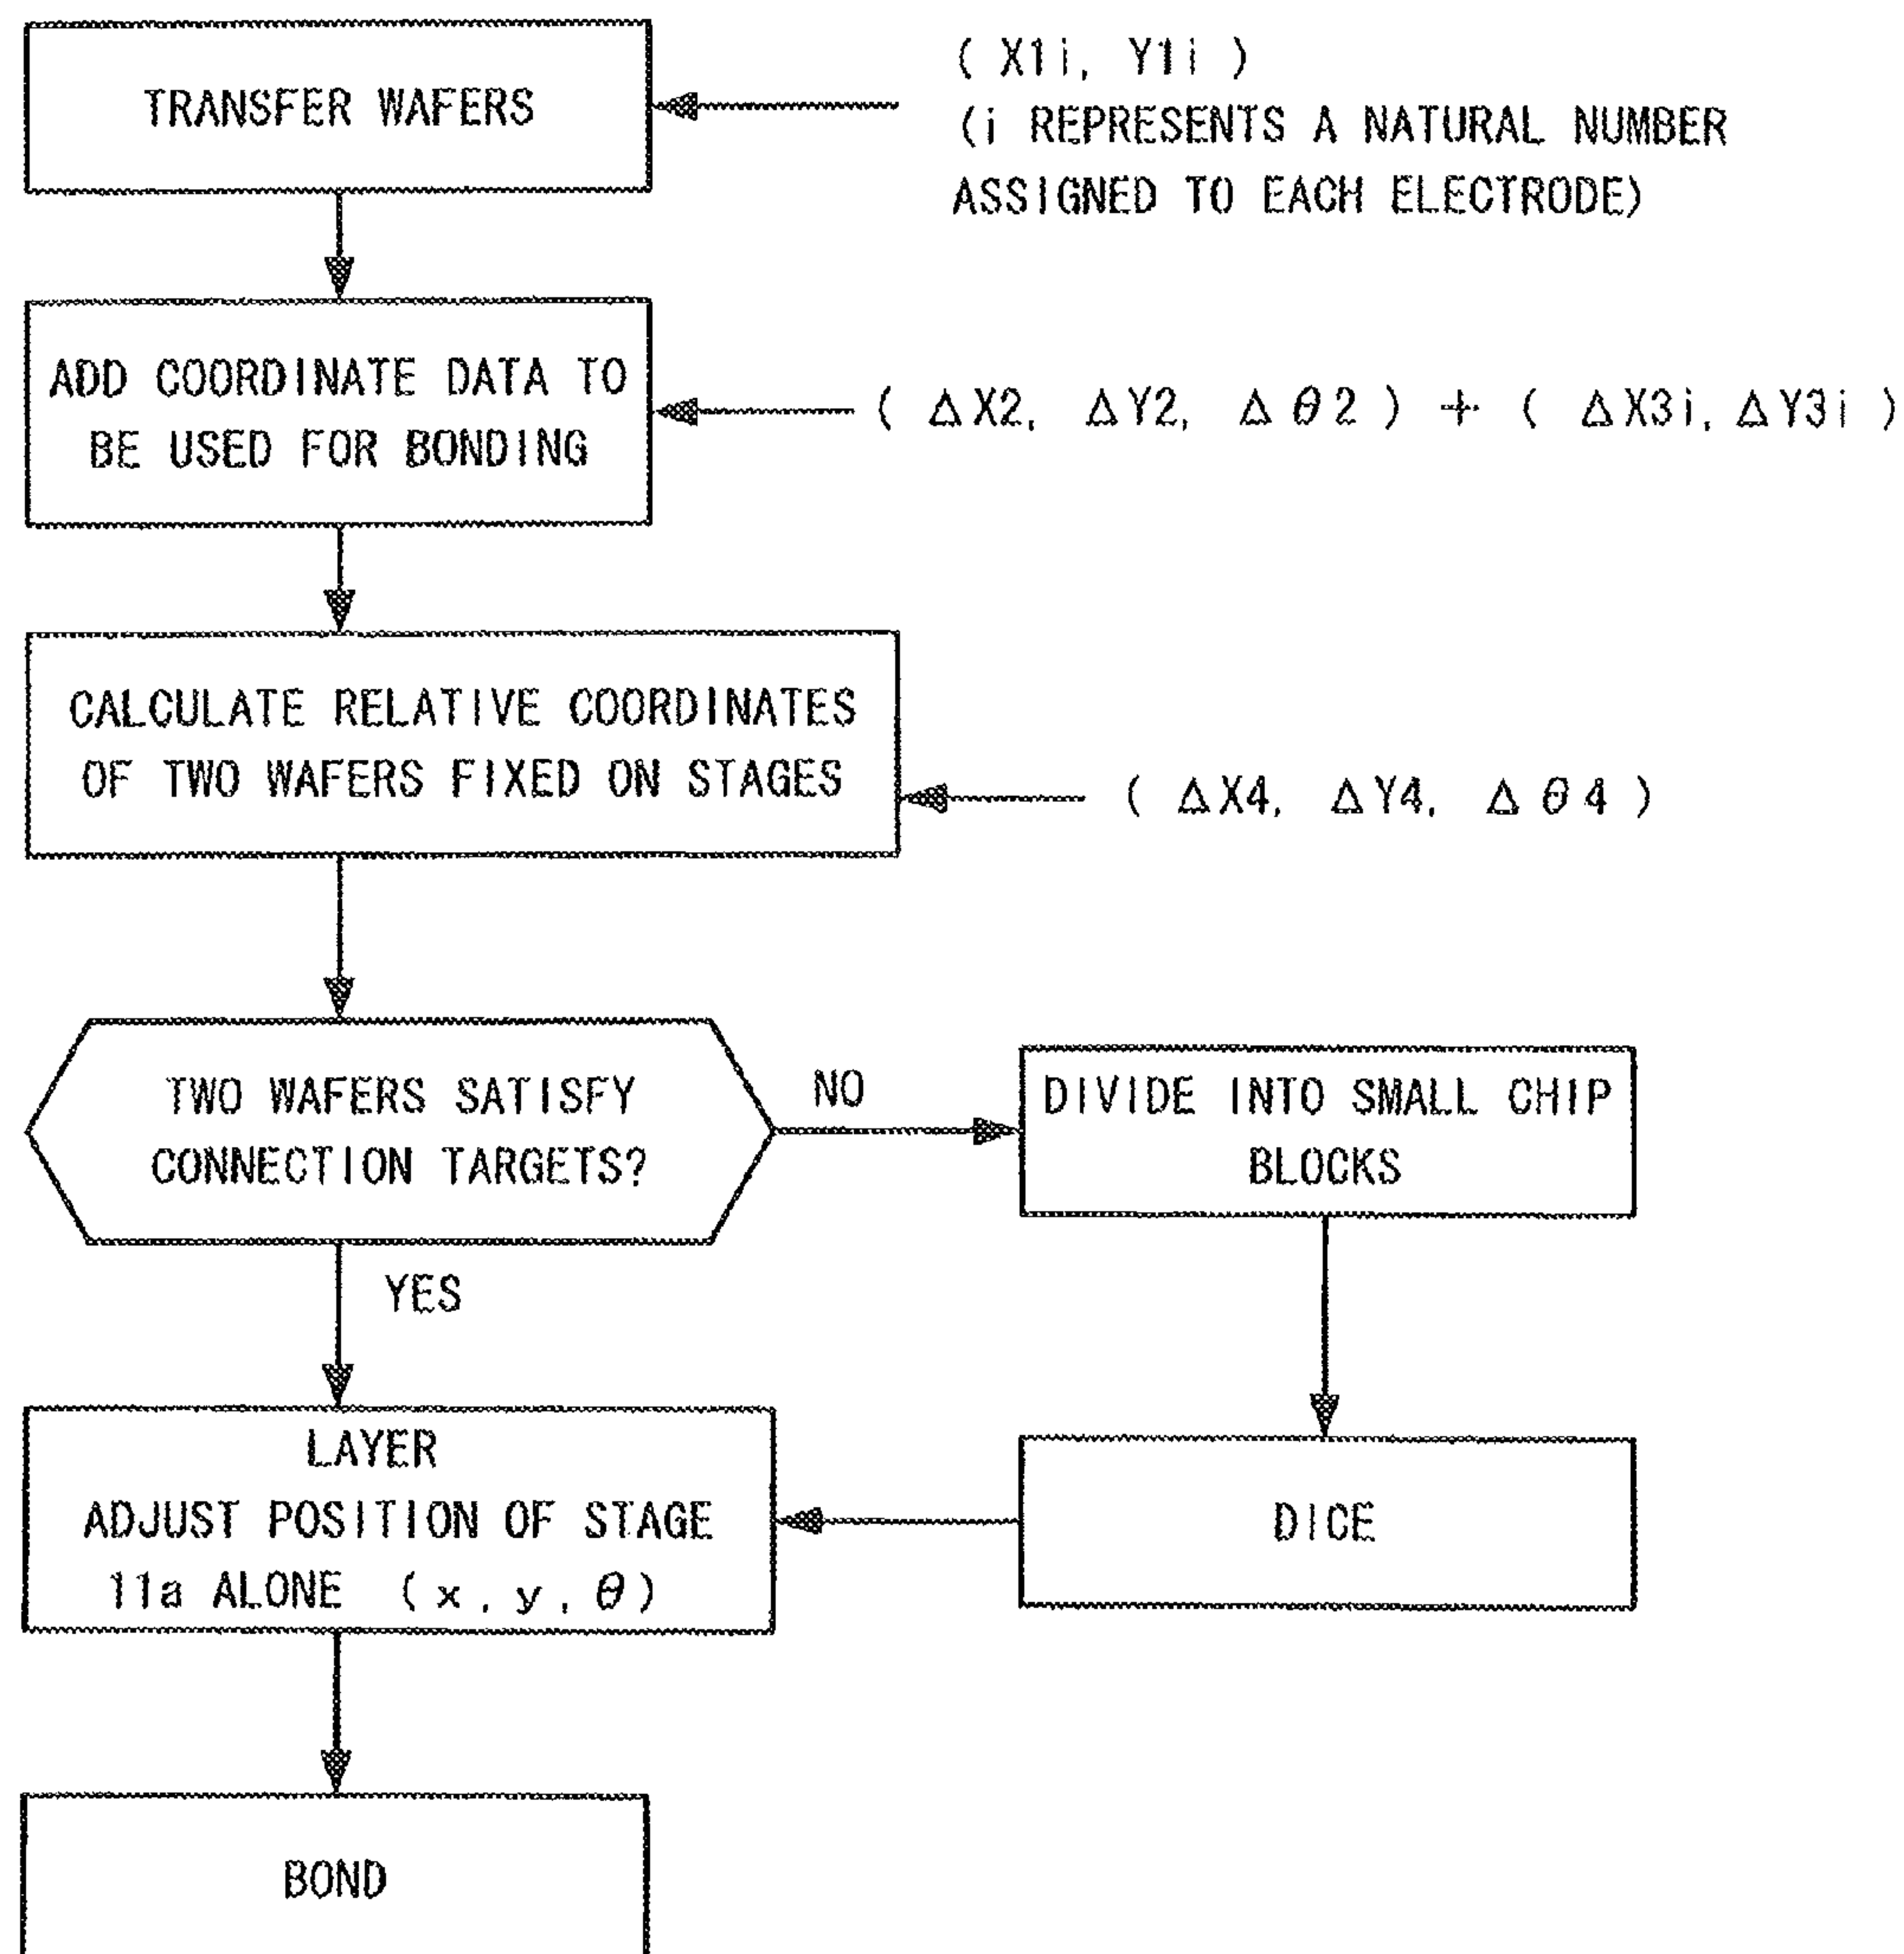 TRANSFER WAFERS
( X1i, Y1i )
(i REPRESENTS A NATURAL NUMBER
ASSIGNED TO EACH ELECTRODE)
ADD COORDINATE DATA TO
BE USED FOR BONDING
( ΔX2, ΔY2, Δθ2 ) + ( ΔX3i, ΔY3i )
CALCULATE RELATIVE COORDINATES
OF TWO WAFERS FIXED ON STAGES
( ΔX4, ΔY4, Δθ4 )
TWO WAFERS SATISFY
CONNECTION TARGETS?
NO
DIVIDE INTO SMALL CHIP
BLOCKS
YES
LAYER
ADJUST POSITION OF STAGE
11a ALONE (x, y, θ)
DICE
BOND